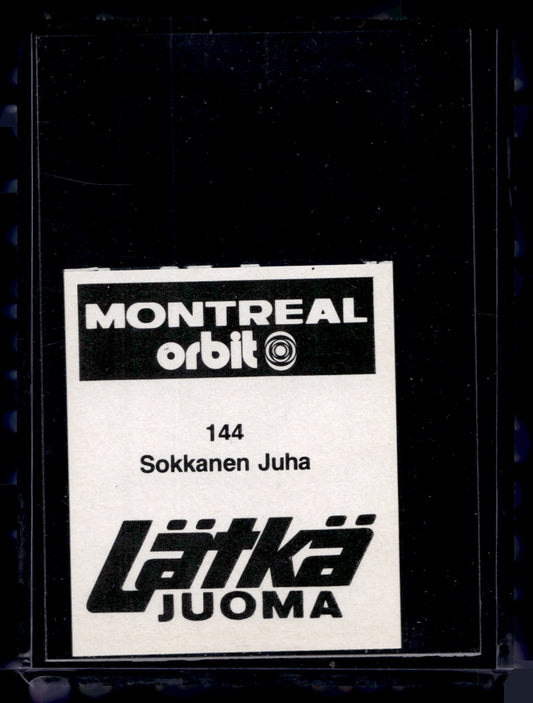 MONTREAL
orbit
144
Sokkanen Juha
Lätkä
JUOMA